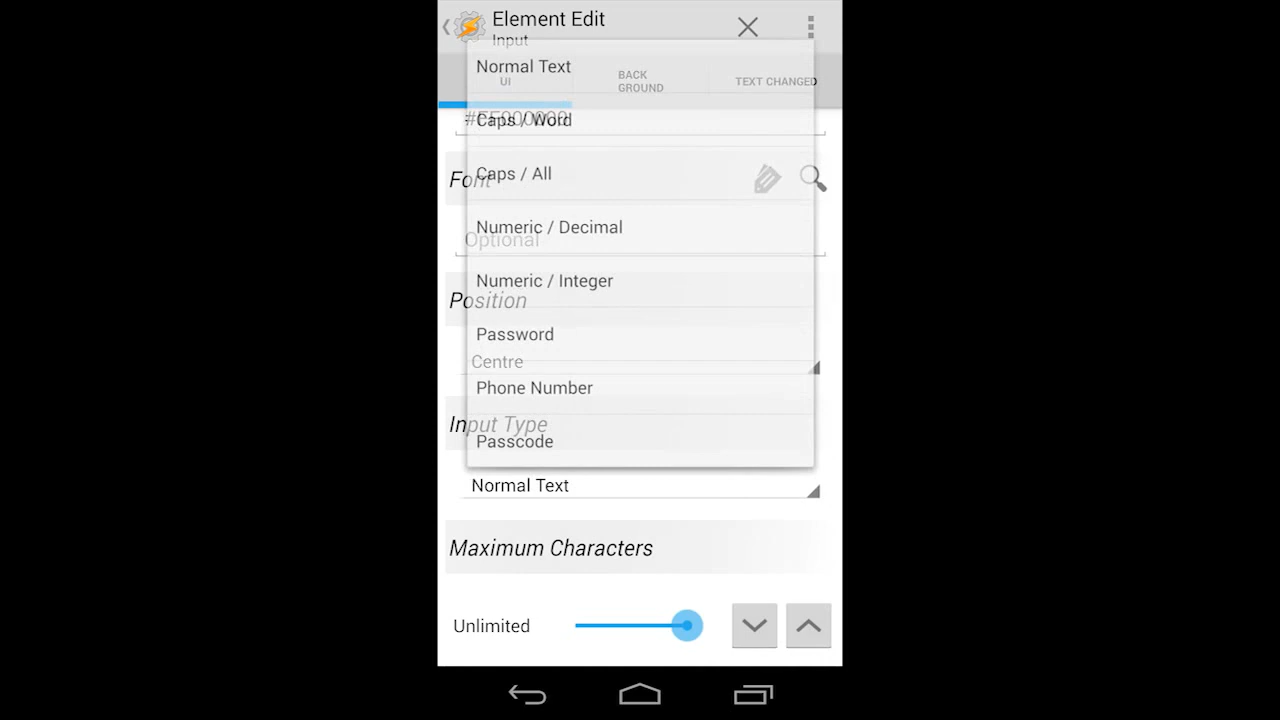 Element Edit
Input
Normal Text
UI
BACK
GROUND
TEXT CHANGED
Caps / Word
Font
Caps / All
Numeric / Decimal
Optional
Numeric / Integer
Position
Password
Centre
Phone Number
Input Type
Passcode
Normal Text
Maximum Characters
Unlimited